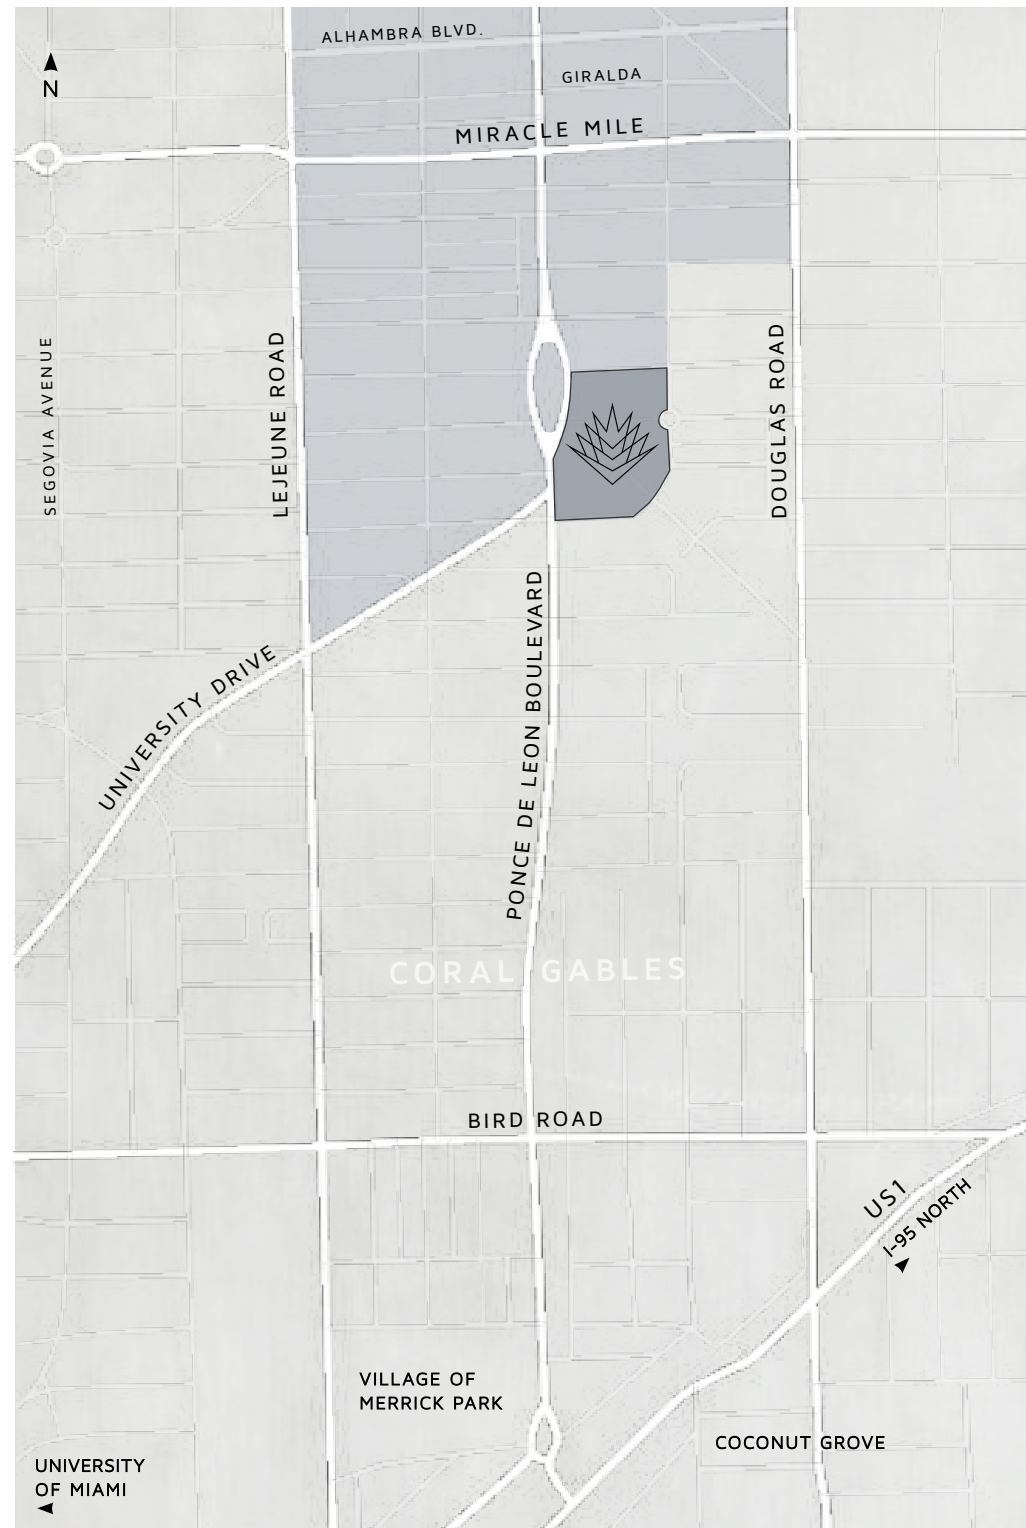 ALHAMBRA BLVD.
N
GIRALDA
MIRACLE MILE
SEGOVIA AVENUE
LEJEUNE ROAD
DOUGLAS ROAD
UNIVERSITY DRIVE
PONCE DE LEON BOULEVARD
CORAL GABLES
BIRD ROAD
US1
I-95 NORTH
VILLAGE OF
MERRICK PARK
COCONUT GROVE
UNIVERSITY
OF MIAMI